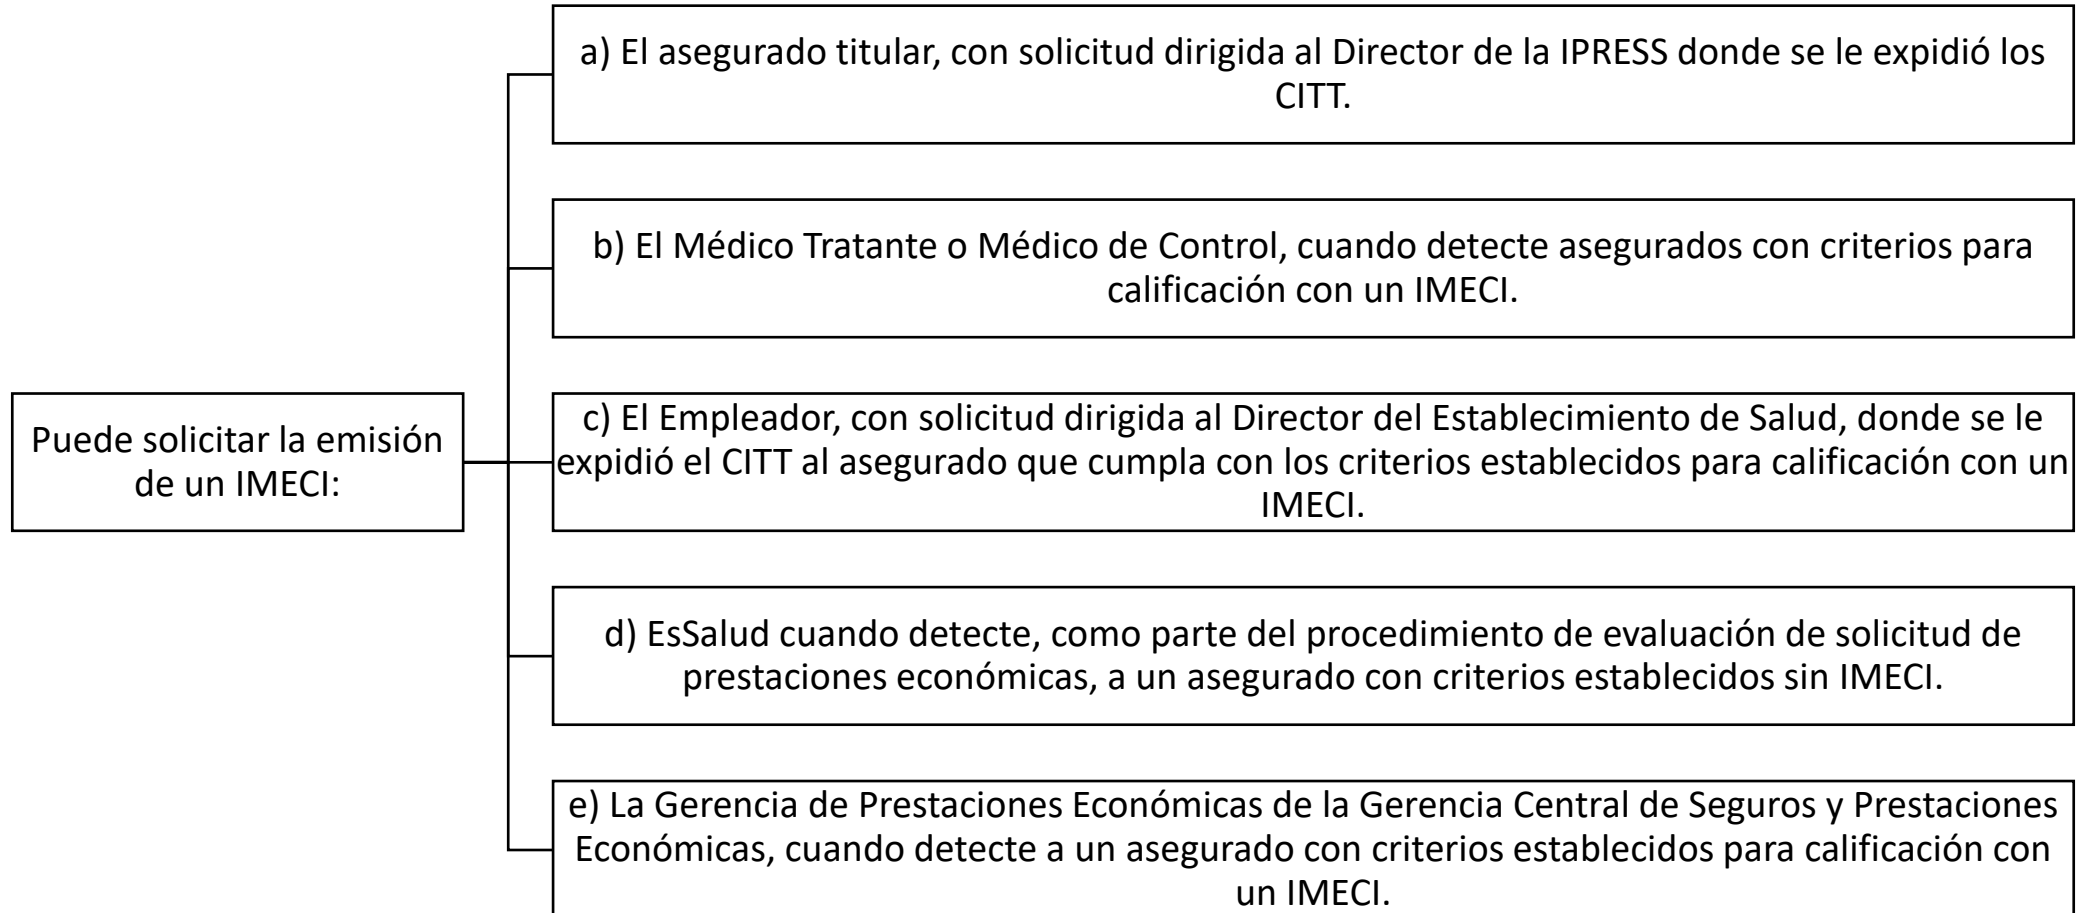 a) El asegurado titular, con solicitud dirigida al Director de la IPRESS donde se le expidió los
CITT.
b) El Médico Tratante o Médico de Control, cuando detecte asegurados con criterios para
calificación con un IMECI.
Puede solicitar la emisión
de un IMECI:
c) El Empleador, con solicitud dirigida al Director del Establecimiento de Salud, donde se le
expidió el CITT al asegurado que cumpla con los criterios establecidos para calificación con un
IMECI.
d) EsSalud cuando detecte, como parte del procedimiento de evaluación de solicitud de
prestaciones económicas, a un asegurado con criterios establecidos sin IMECI.
e) La Gerencia de Prestaciones Económicas de la Gerencia Central de Seguros y Prestaciones
Económicas, cuando detecte a un asegurado con criterios establecidos para calificación con
un IMECI.